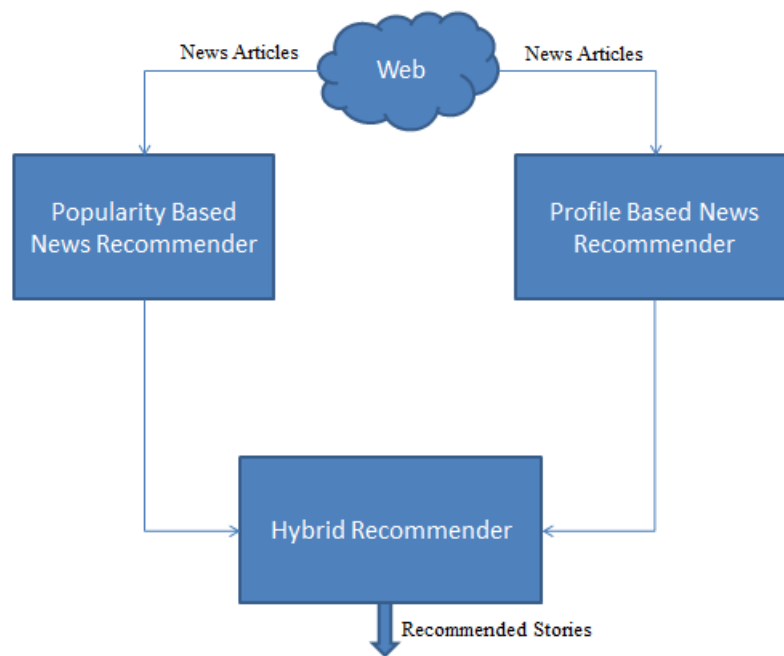 News Articles
Web
News Articles
Popularity Based
News Recommender
Profile Based News
Recommender
Hybrid Recommender
Recommended Stories